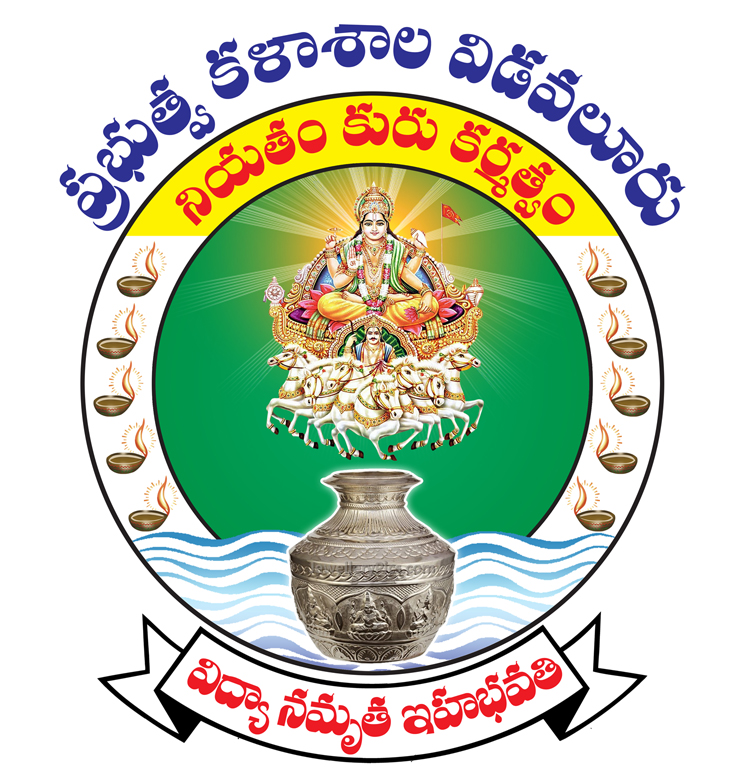 ప్రభుత్వ కళాశాల విడవలూరు
నియతం కురు కర్మత్వం
విద్యా నమృత ఇహభవతి